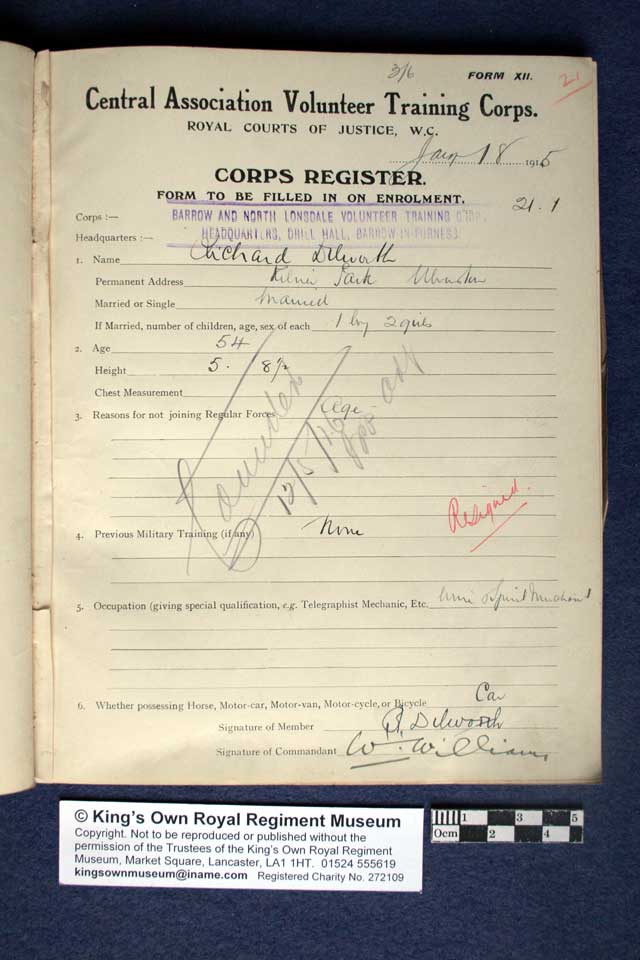 3/6 FORM XII. 21
Central Association Volunteer Training Corps.
ROYAL COURTS OF JUSTICE, W.C.
Jany 18 1915
CORPS REGISTER.
FORM TO BE FILLED IN ON ENROLMENT. 21.1
Corps :— BARROW AND NORTH LONSDALE VOLUNTEER TRAINING CORPS.
Headquarters :— HEADQUARTERS, DRILL HALL, BARROW-IN-FURNESS
1. Name Richard Dilworth
Permanent Address Park Ulverston
Married or Single Married
If Married, number of children, age, sex of each 1 boy 2 girls
2. Age 54
Height 5. 8½
Chest Measurement
3. Reasons for not joining Regular Forces Age
12/5/16
Resigned.
4. Previous Military Training (if any) None
5. Occupation (giving special qualification, e.g. Telegraphist Mechanic, Etc. Wine & Spirit Merchant
6. Whether possessing Horse, Motor-car, Motor-van, Motor-cycle, or Bicycle Car
Signature of Member R. Dilworth
Signature of Commandant W. Williams
© King's Own Royal Regiment Museum
Copyright. Not to be reproduced or published without the
permission of the Trustees of the King's Own Royal Regiment
Museum, Market Square, Lancaster, LA1 1HT. 01524 555619
kingsownmuseum@iname.com Registered Charity No. 272109
1 3 5
0cm 2 4